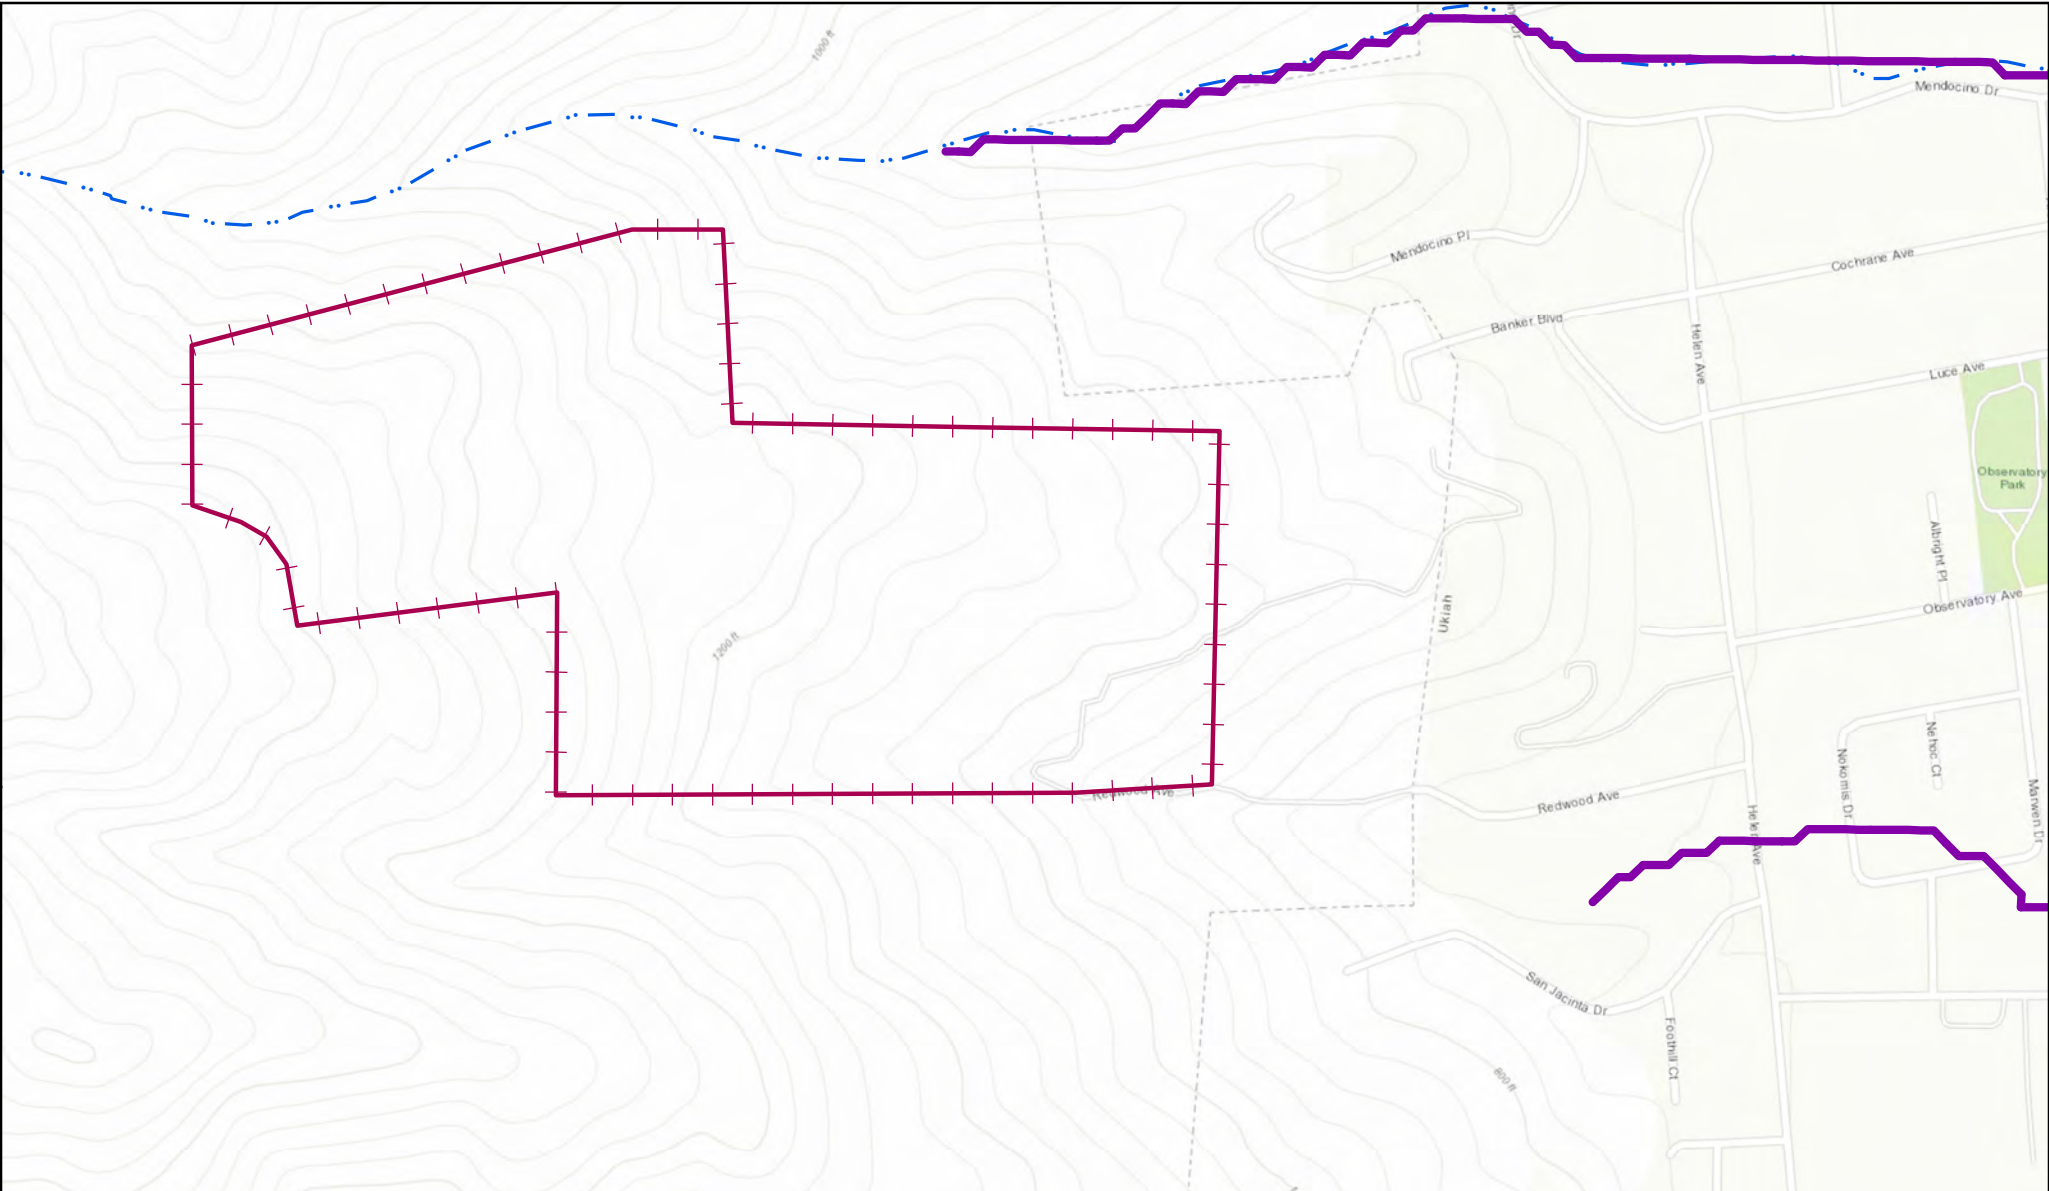 1000 ft
Mendocino Dr
Mendocino Pl
Cochrane Ave
Banker Blvd
Helen Ave
Luce Ave
Observatory
Park
Albright Pl
Observatory Ave
Ukiah
1200 ft
Nehoc Ct
Nokomis Dr
Marwen Dr
Redwood Ave
Redwood Ave
Helen Ave
San Jacinta Dr
Foothill Ct
800 ft